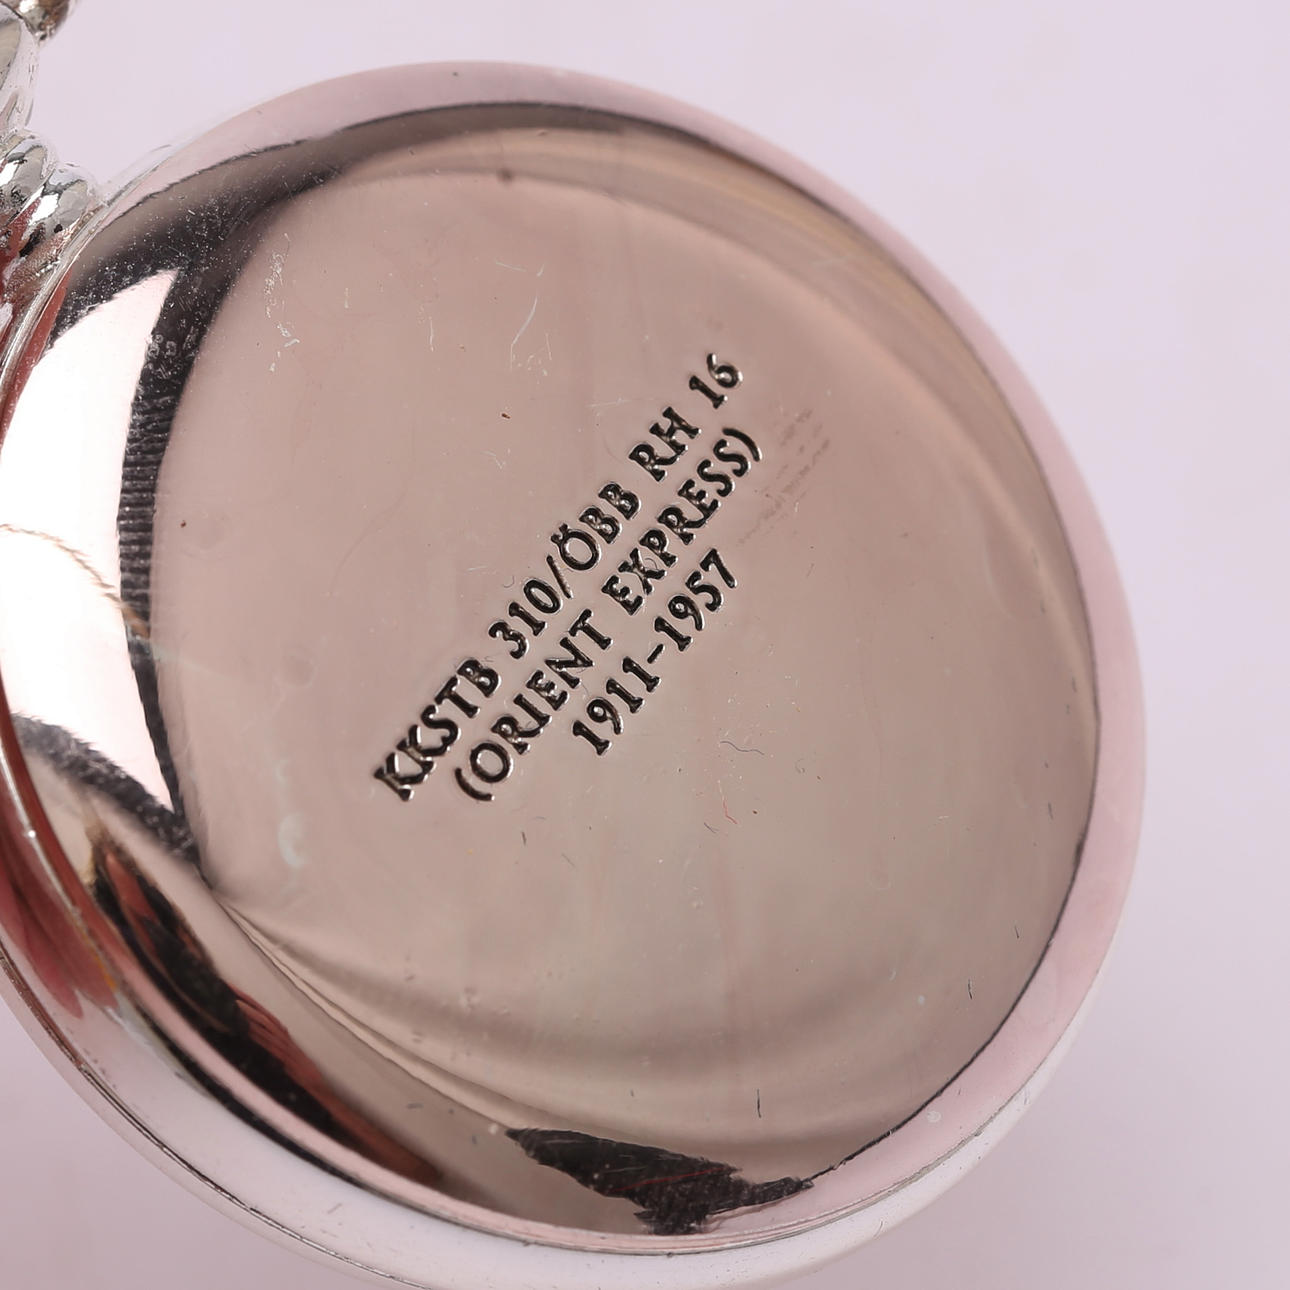 KKSTB 310/ÖBB RH 16
(ORIENT EXPRESS)
1911-1957